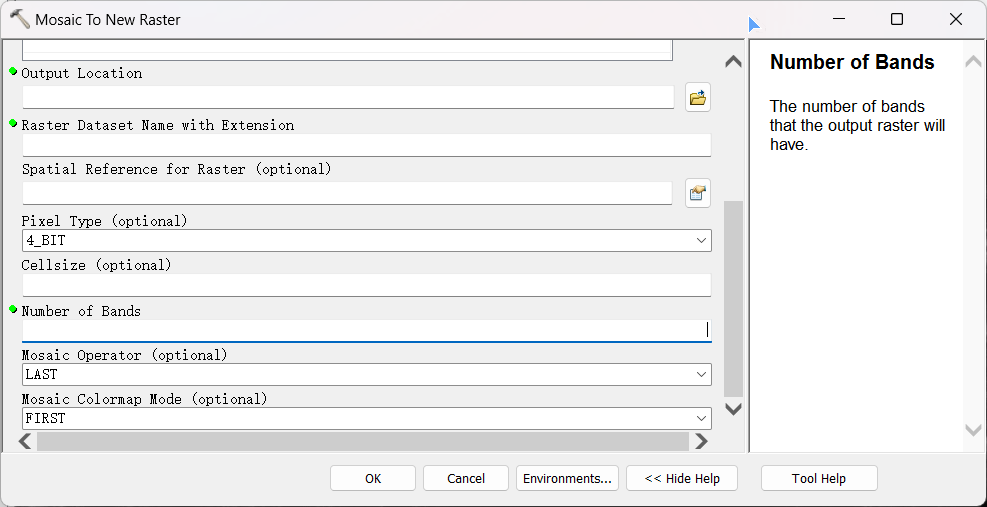 Mosaic To New Raster
Output Location
Raster Dataset Name with Extension
Spatial Reference for Raster (optional)
Pixel Type (optional)
4_BIT
Cellsize (optional)
Number of Bands
Mosaic Operator (optional)
LAST
Mosaic Colormap Mode (optional)
FIRST
OK
Cancel
Environments...
<< Hide Help
Number of Bands
The number of bands
that the output raster will
have.
Tool Help